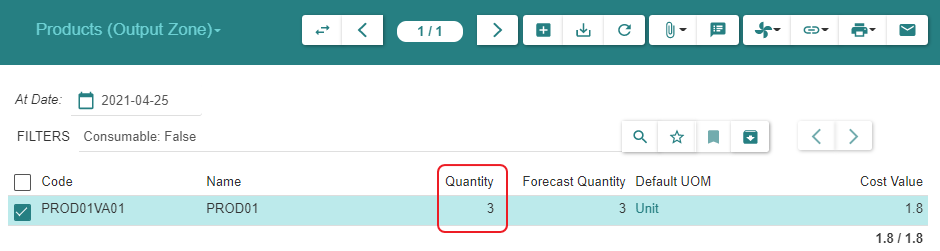 Products (Output Zone)
1 / 1
At Date: 2021-04-25
FILTERS Consumable: False
Code Name Quantity Forecast Quantity Default UOM Cost Value
PROD01VA01 PROD01 3 3 Unit 1.8
1.8 / 1.8